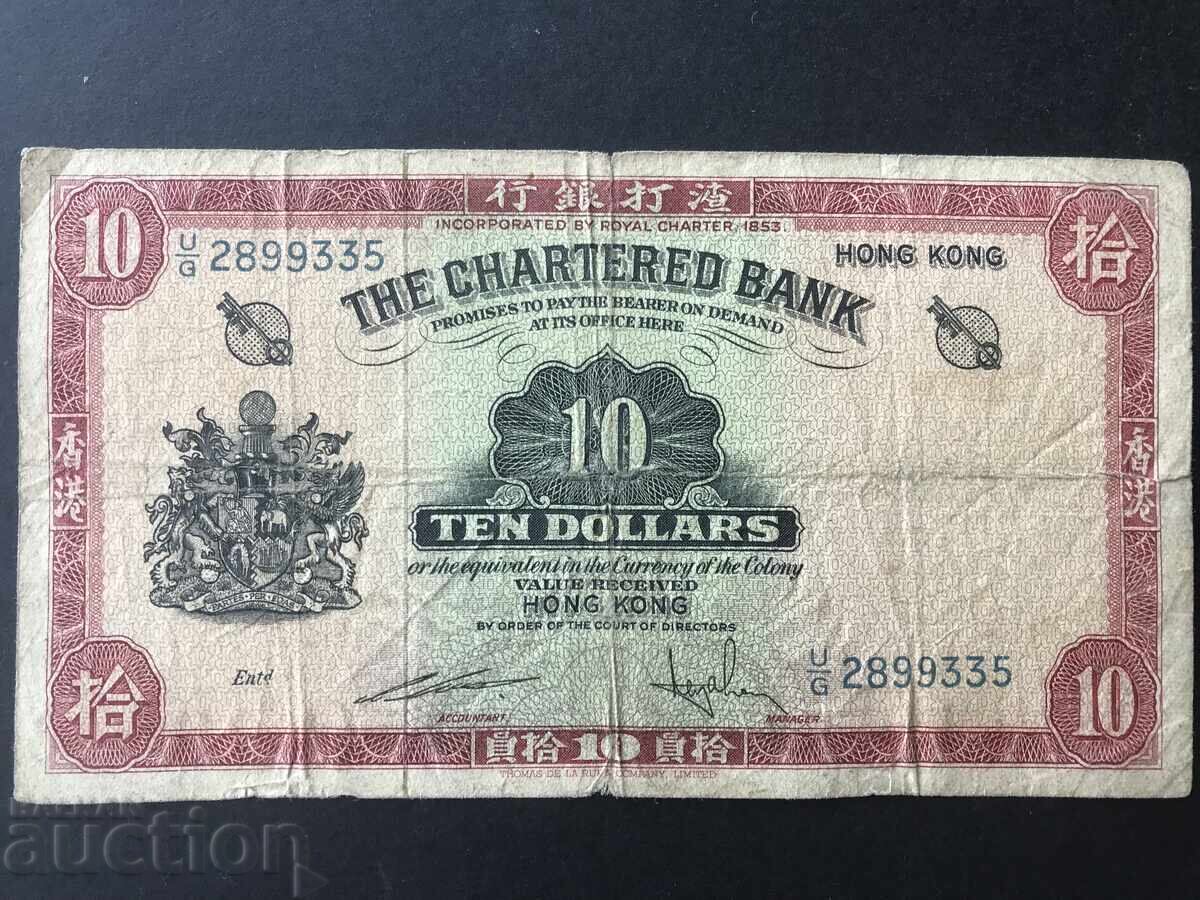 行銀打渣
INCORPORATED BY ROYAL CHARTER, 1853.
10
拾
U/G 2899335
HONG KONG
THE CHARTERED BANK
PROMISES TO PAY THE BEARER ON DEMAND
AT ITS OFFICE HERE
10
香港
香港
TEN DOLLARS
or the equivalent in the Currency of the Colony
VALUE RECEIVED
HONG KONG
BY ORDER OF THE COURT OF DIRECTORS
Entd
U/G 2899335
ACCOUNTANT
MANAGER
拾
10
員拾 10 員拾
THOMAS DE LA RUE & COMPANY, LIMITED
auction